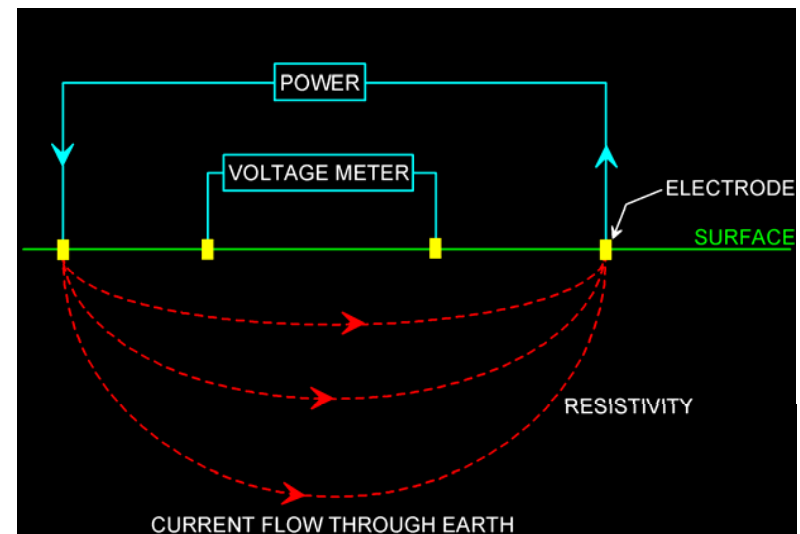 POWER
VOLTAGE METER
ELECTRODE
SURFACE
RESISTIVITY
CURRENT FLOW THROUGH EARTH